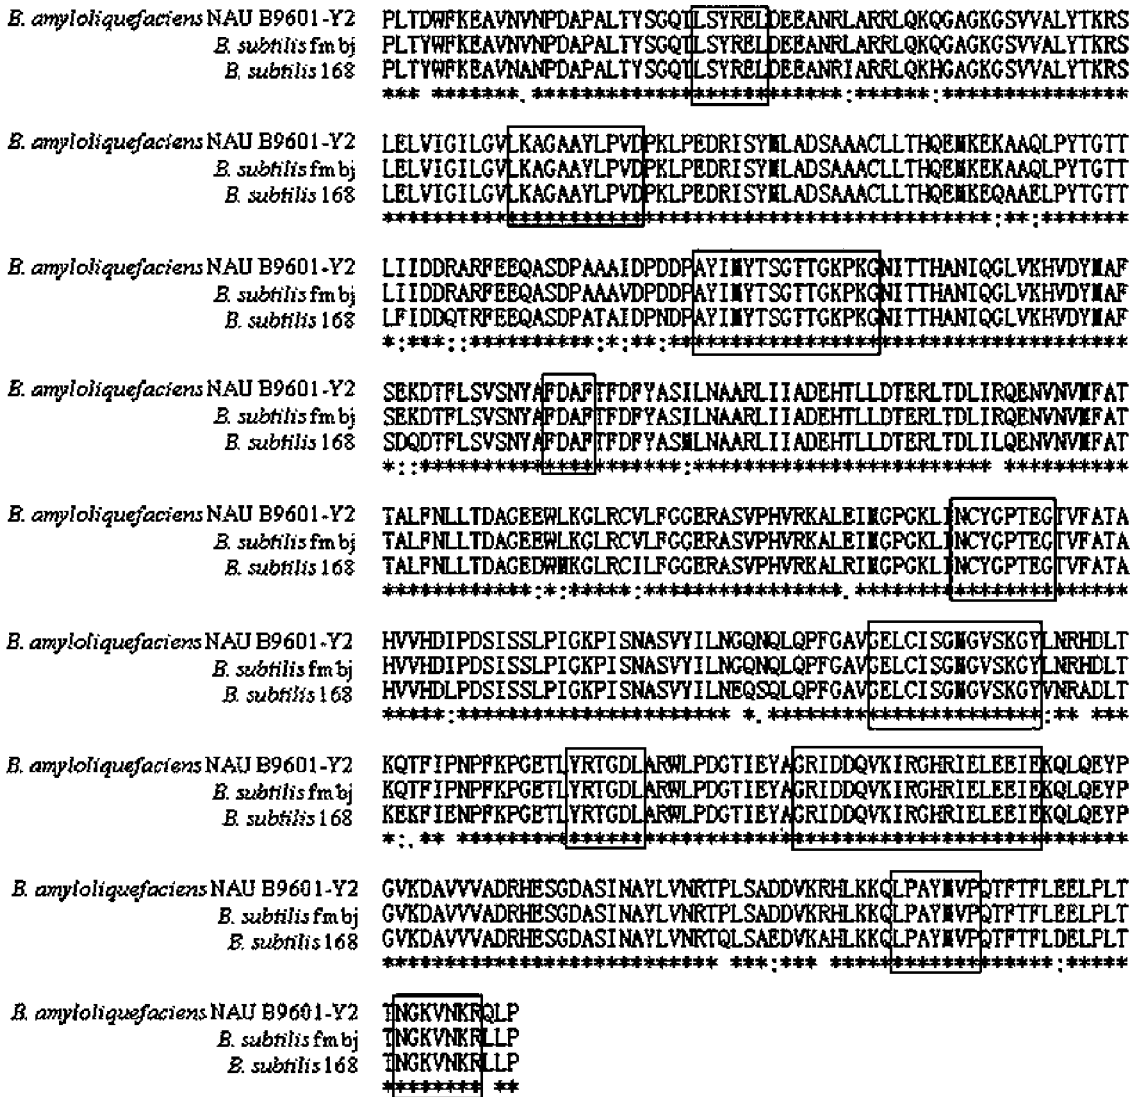 B. amyloliquefaciens NAU B9601-Y2 PLTDWFKEAVNVNPDAPALTYSGQTLSYRELDEEANRLARRLQKQGAGKGSVVALYTKRS
B. subtilis fmbj PLTYWFKEAVNVNPDAPALTYSGQTLSYRELDEEANRLARRLQKQGAGKGSVVALYTKRS
B. subtilis 168 PLTYWFKEAVNANPDAPALTYSGQTLSYRELDEEANRIARRLQKHGAGKGSVVALYTKRS
*** *******.*************************:******:***************
B. amyloliquefaciens NAU B9601-Y2 LELVIGILGVLKAGAAYLPVDPKLPEDRISYMLADSAAACLLTHQEMKEKAAQLPYTGTT
B. subtilis fmbj LELVIGILGVLKAGAAYLPVDPKLPEDRISYMLADSAAACLLTHQEMKEKAAQLPYTGTT
B. subtilis 168 LELVIGILGVLKAGAAYLPVDPKLPEDRISYMLADSAAACLLTHQEMKEQAAELPYTGTT
*************************************************:**:*******
B. amyloliquefaciens NAU B9601-Y2 LIIDDRARFEEQASDPAAAIDPDDPAYIMYTSGTTGKPKGNITTHANIQGLVKHVDYMAF
B. subtilis fmbj LIIDDRARFEEQASDPAAAVDPDDPAYIMYTSGTTGKPKGNITTHANIQGLVKHVDYMAF
B. subtilis 168 LFIDDQTRFEEQASDPATAIDPNDPAYIMYTSGTTGKPKGNITTHANIQGLVKHVDYMAF
*:***::**********:*:**:*************************************
B. amyloliquefaciens NAU B9601-Y2 SEKDTFLSVSNYAFDAFTFDFYASILNAARLIIADEHTLLDTERLTDLIRQENVNVMFAT
B. subtilis fmbj SEKDTFLSVSNYAFDAFTFDFYASILNAARLIIADEHTLLDTERLTDLIRQENVNVMFAT
B. subtilis 168 SDQDTFLSVSNYAFDAFTFDFYASMLNAARLIIADEHTLLDTERLTDLILQENVNVMFAT
*::*********************:************************ **********
B. amyloliquefaciens NAU B9601-Y2 TALFNLLTDAGEEWLKGLRCVLFGGERASVPHVRKALEIMGPGKLINCYGPTEGTVFATA
B. subtilis fmbj TALFNLLTDAGEEWLKGLRCVLFGGERASVPHVRKALEIMGPGKLINCYGPTEGTVFATA
B. subtilis 168 TALFNLLTDAGEDWMKGLRCILFGGERASVPHVRKALRIMGPGKLINCYGPTEGTVFATA
************:*:*****:****************.**********************
B. amyloliquefaciens NAU B9601-Y2 HVVHDIPDSISSLPIGKPISNASVYILNGQNQLQPFGAVGELCISGMGVSKGYLNRHDLT
B. subtilis fmbj HVVHDIPDSISSLPIGKPISNASVYILNGQNQLQPFGAVGELCISGMGVSKGYLNRHDLT
B. subtilis 168 HVVHDLPDSISSLPIGKPISNASVYILNEQSQLQPFGAVGELCISGMGVSKGYVNRADLT
*****:********************** *.**********************:** ***
B. amyloliquefaciens NAU B9601-Y2 KQTFIPNPFKPGETLYRTGDLARWLPDGTIEYAGRIDDQVKIRGHRIELEEIEKQLQEYP
B. subtilis fmbj KQTFIPNPFKPGETLYRTGDLARWLPDGTIEYAGRIDDQVKIRGHRIELEEIEKQLQEYP
B. subtilis 168 KEKFIENPFKPGETLYRTGDLARWLPDGTIEYAGRIDDQVKIRGHRIELEEIEKQLQEYP
*:.** ******************************************************
B. amyloliquefaciens NAU B9601-Y2 GVKDAVVVADRHESGDASINAYLVNRTPLSADDVKRHLKKQLPAYMVPQTFTFLEELPLT
B. subtilis fmbj GVKDAVVVADRHESGDASINAYLVNRTPLSADDVKRHLKKQLPAYMVPQTFTFLEELPLT
B. subtilis 168 GVKDAVVVADRHESGDASINAYLVNRTQLSAEDVKAHLKKQLPAYMVPQTFTFLDELPLT
*************************** ***:*** ******************:*****
B. amyloliquefaciens NAU B9601-Y2 TNGKVNKRQLP
B. subtilis fmbj TNGKVNKRLLP
B. subtilis 168 TNGKVNKRLLP
******** **